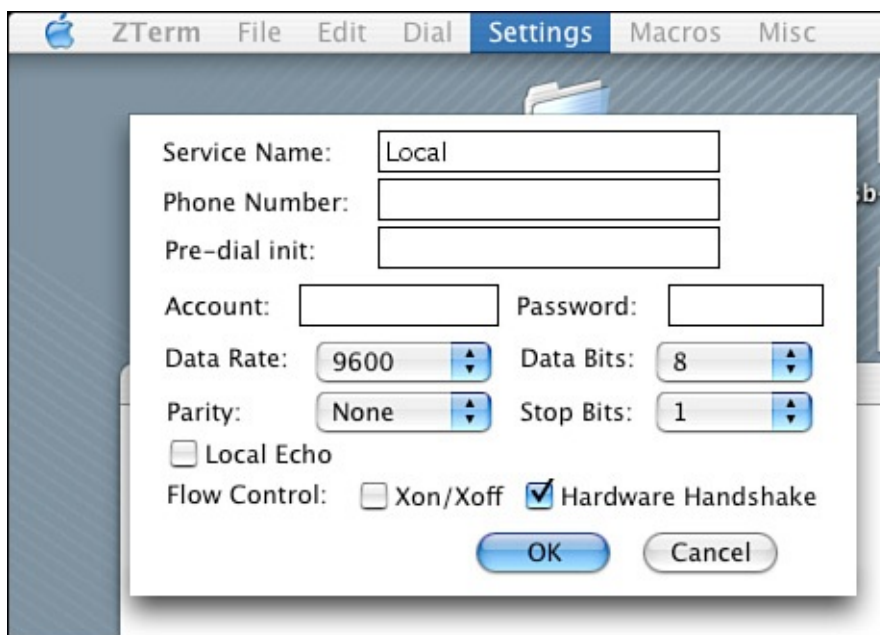 ZTerm File Edit Dial Settings Macros Misc
Service Name: Local
Phone Number:
Pre-dial init:
Account: Password:
Data Rate: 9600 Data Bits: 8
Parity: None Stop Bits: 1
Local Echo
Flow Control: Xon/Xoff Hardware Handshake
OK Cancel